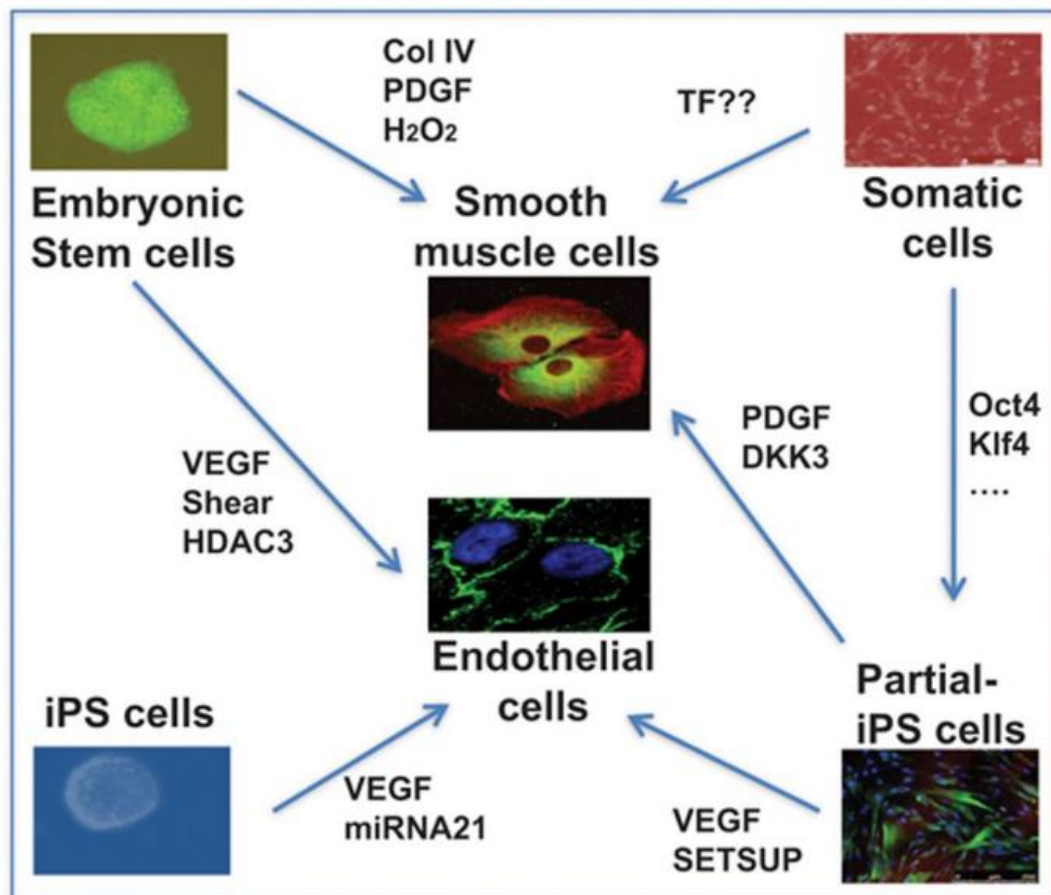 Col IV
PDGF
H₂O₂
TF??
Embryonic
Stem cells
Smooth
muscle cells
Somatic
cells
VEGF
Shear
HDAC3
PDGF
DKK3
Oct4
Klf4
....
Endothelial
cells
iPS cells
Partial-
iPS cells
VEGF
miRNA21
VEGF
SETSUP